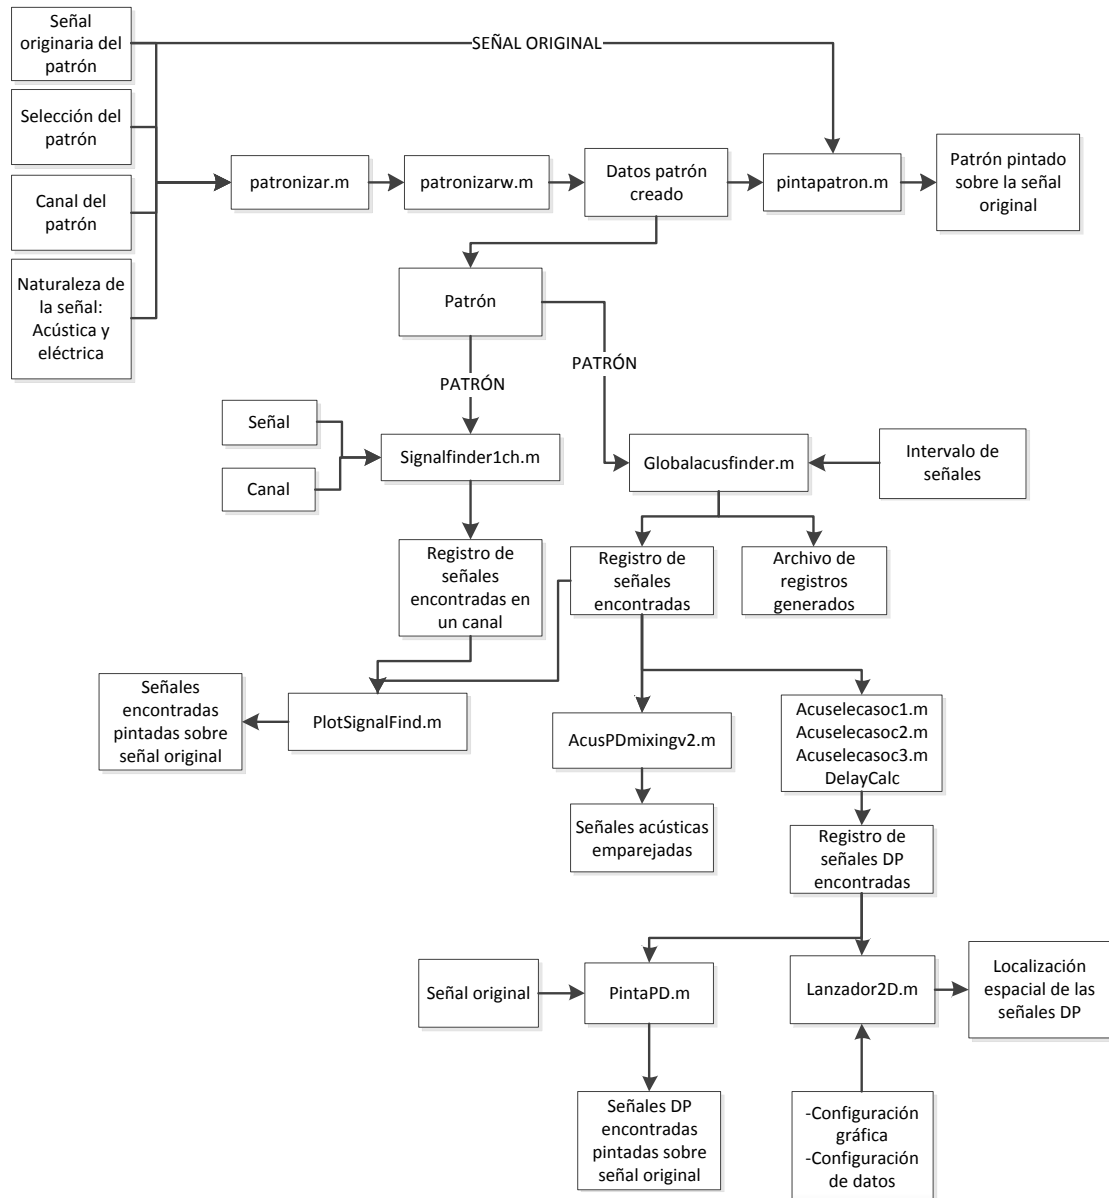 Señal
originaria del
patrón
SEÑAL ORIGINAL
Selección del
patrón
Canal del
patrón
Naturaleza de
la señal:
Acústica y
eléctrica
patronizar.m
patronizarw.m
Datos patrón
creado
pintapatron.m
Patrón pintado
sobre la señal
original
Patrón
PATRÓN
PATRÓN
Señal
Canal
Signalfinder1ch.m
Globalacusfinder.m
Intervalo de
señales
Registro de
señales
encontradas en
un canal
Registro de
señales
encontradas
Archivo de
registros
generados
Señales
encontradas
pintadas sobre
señal original
PlotSignalFind.m
AcusPDmixingv2.m
Acuselecasoc1.m
Acuselecasoc2.m
Acuselecasoc3.m
DelayCalc
Señales acústicas
emparejadas
Registro de
señales DP
encontradas
Señal original
PintaPD.m
Lanzador2D.m
Localización
espacial de las
señales DP
Señales DP
encontradas
pintadas sobre
señal original
-Configuración
gráfica
-Configuración
de datos